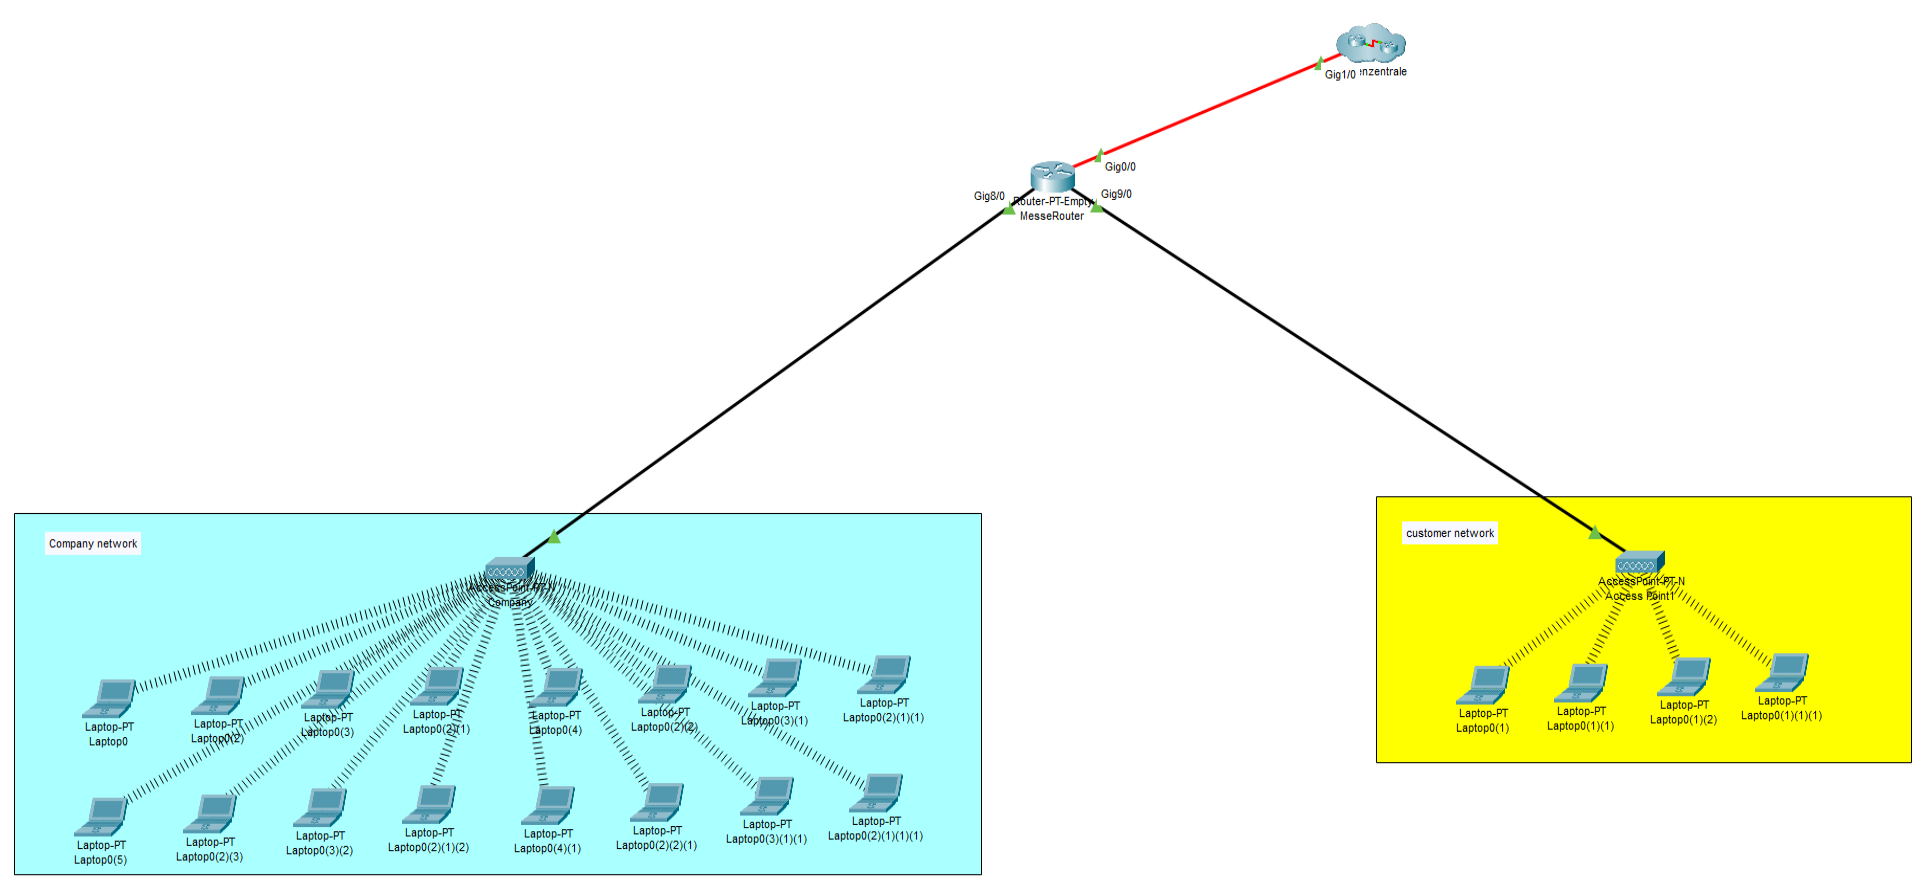 Gig1/0
nzentrale
Gig0/0
Gig8/0
Gig9/0
Router-PT-Empty
MesseRouter
Company network
AccessPoint-PT-N
Company
Laptop-PT
Laptop0
Laptop-PT
Laptop0(2)
Laptop-PT
Laptop0(3)
Laptop-PT
Laptop0(2)(1)
Laptop-PT
Laptop0(4)
Laptop-PT
Laptop0(2)(2)
Laptop-PT
Laptop0(3)(1)
Laptop-PT
Laptop0(2)(1)(1)
Laptop-PT
Laptop0(5)
Laptop-PT
Laptop0(2)(3)
Laptop-PT
Laptop0(3)(2)
Laptop-PT
Laptop0(2)(1)(2)
Laptop-PT
Laptop0(4)(1)
Laptop-PT
Laptop0(2)(2)(1)
Laptop-PT
Laptop0(3)(1)(1)
Laptop-PT
Laptop0(2)(1)(1)(1)
customer network
AccessPoint-PT-N
Access Point1
Laptop-PT
Laptop0(1)
Laptop-PT
Laptop0(1)(1)
Laptop-PT
Laptop0(1)(2)
Laptop-PT
Laptop0(1)(1)(1)